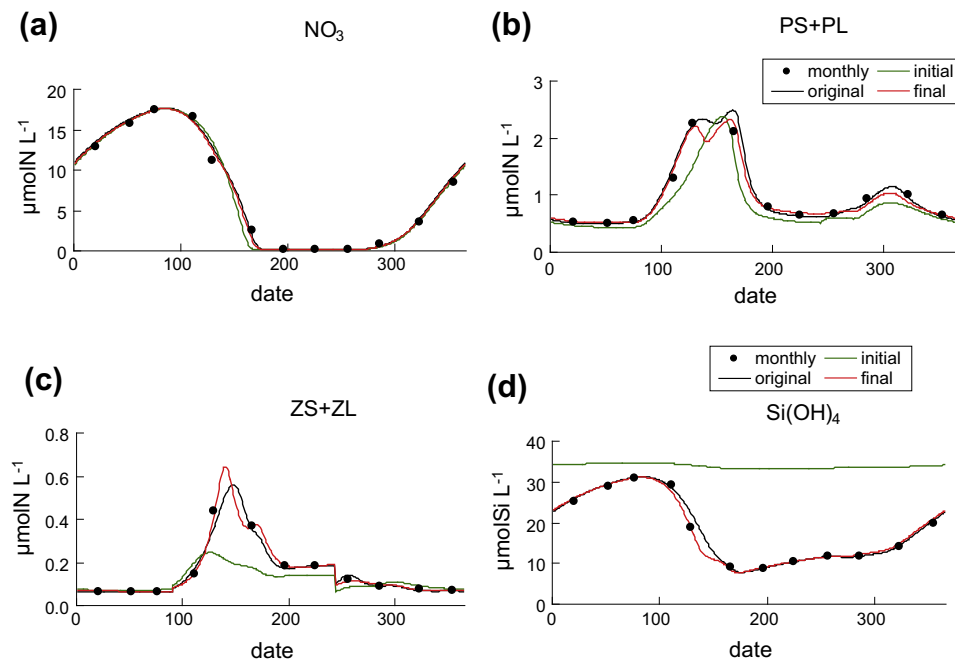 (a)
NO₃
μmolN L⁻¹
20
15
10
5
0
0 100 200 300
date
(b)
PS+PL
monthly initial
original final
μmolN L⁻¹
3
2
1
0
0 100 200 300
date
(c)
ZS+ZL
μmolN L⁻¹
0.8
0.6
0.4
0.2
0.0
0 100 200 300
date
(d)
monthly initial
original final
Si(OH)₄
μmolSi L⁻¹
40
30
20
10
0
0 100 200 300
date